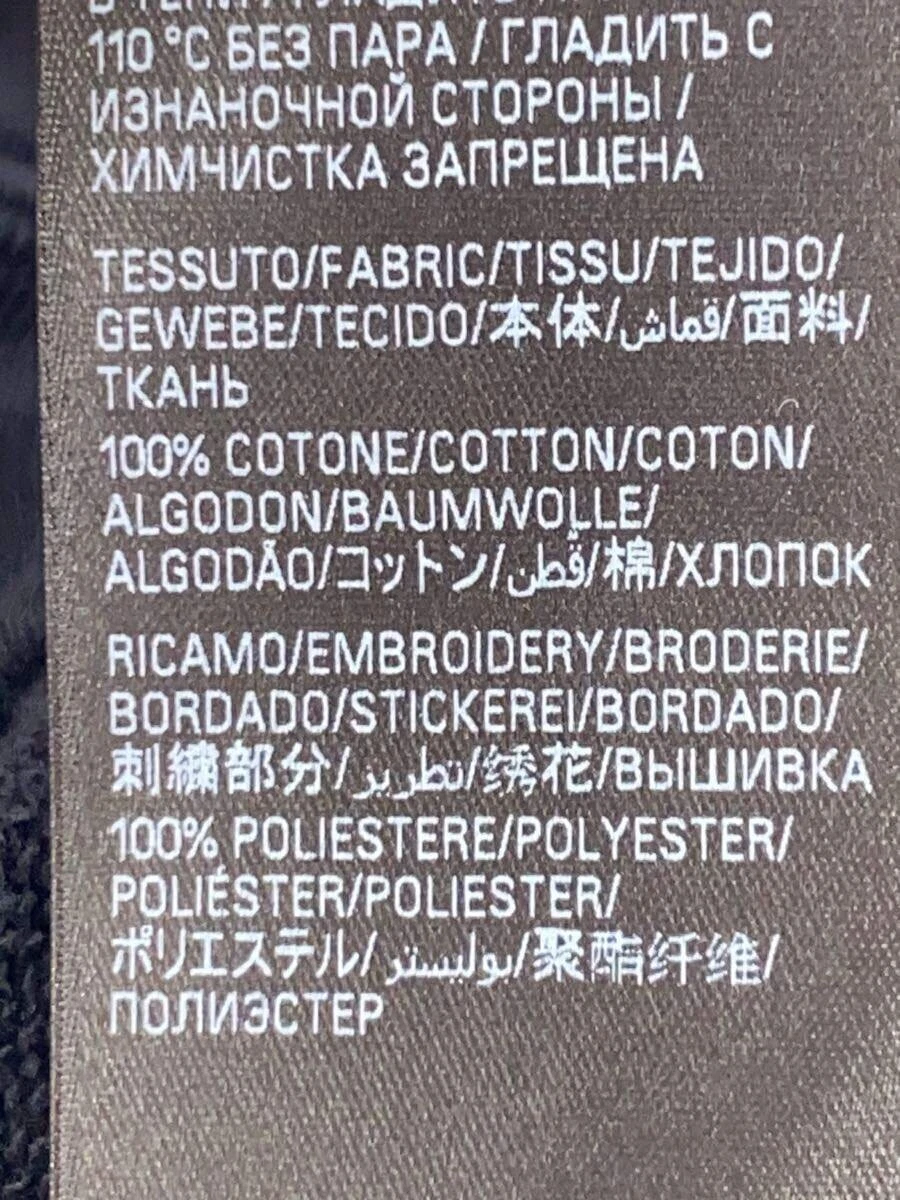 В ТЕНИ / ГЛАДИТЬ
110 °C БЕЗ ПАРА / ГЛАДИТЬ С
ИЗНАНОЧНОЙ СТОРОНЫ /
ХИМЧИСТКА ЗАПРЕЩЕНА
TESSUTO/FABRIC/TISSU/TEJIDO/
GEWEBE/TECIDO/本体/قماش/面料/
ТКАНЬ
100% COTONE/COTTON/COTON/
ALGODON/BAUMWOLLE/
ALGODÃO/コットン/قطن/棉/ХЛОПОК
RICAMO/EMBROIDERY/BRODERIE/
BORDADO/STICKEREI/BORDADO/
刺繍部分/تطريز/绣花/ВЫШИВКА
100% POLIESTERE/POLYESTER/
POLIÉSTER/POLIESTER/
ポリエステル/بوليستر/聚酯纤维/
ПОЛИЭСТЕР